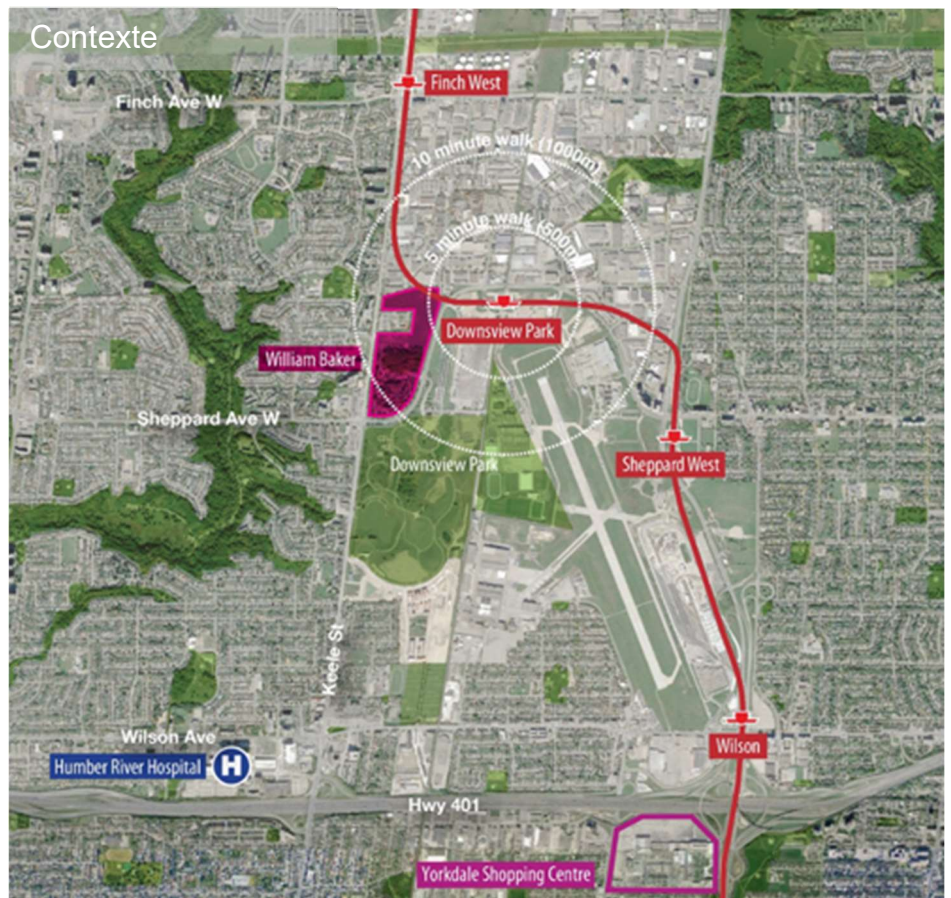 Contexte
Finch West
Finch Ave W
10 minute walk (1000m)
5 minute walk (500m)
Downsview Park
William Baker
Sheppard Ave W
Downsview Park
Sheppard West
Keele St
Wilson Ave
Wilson
Humber River Hospital H
Hwy 401
Yorkdale Shopping Centre